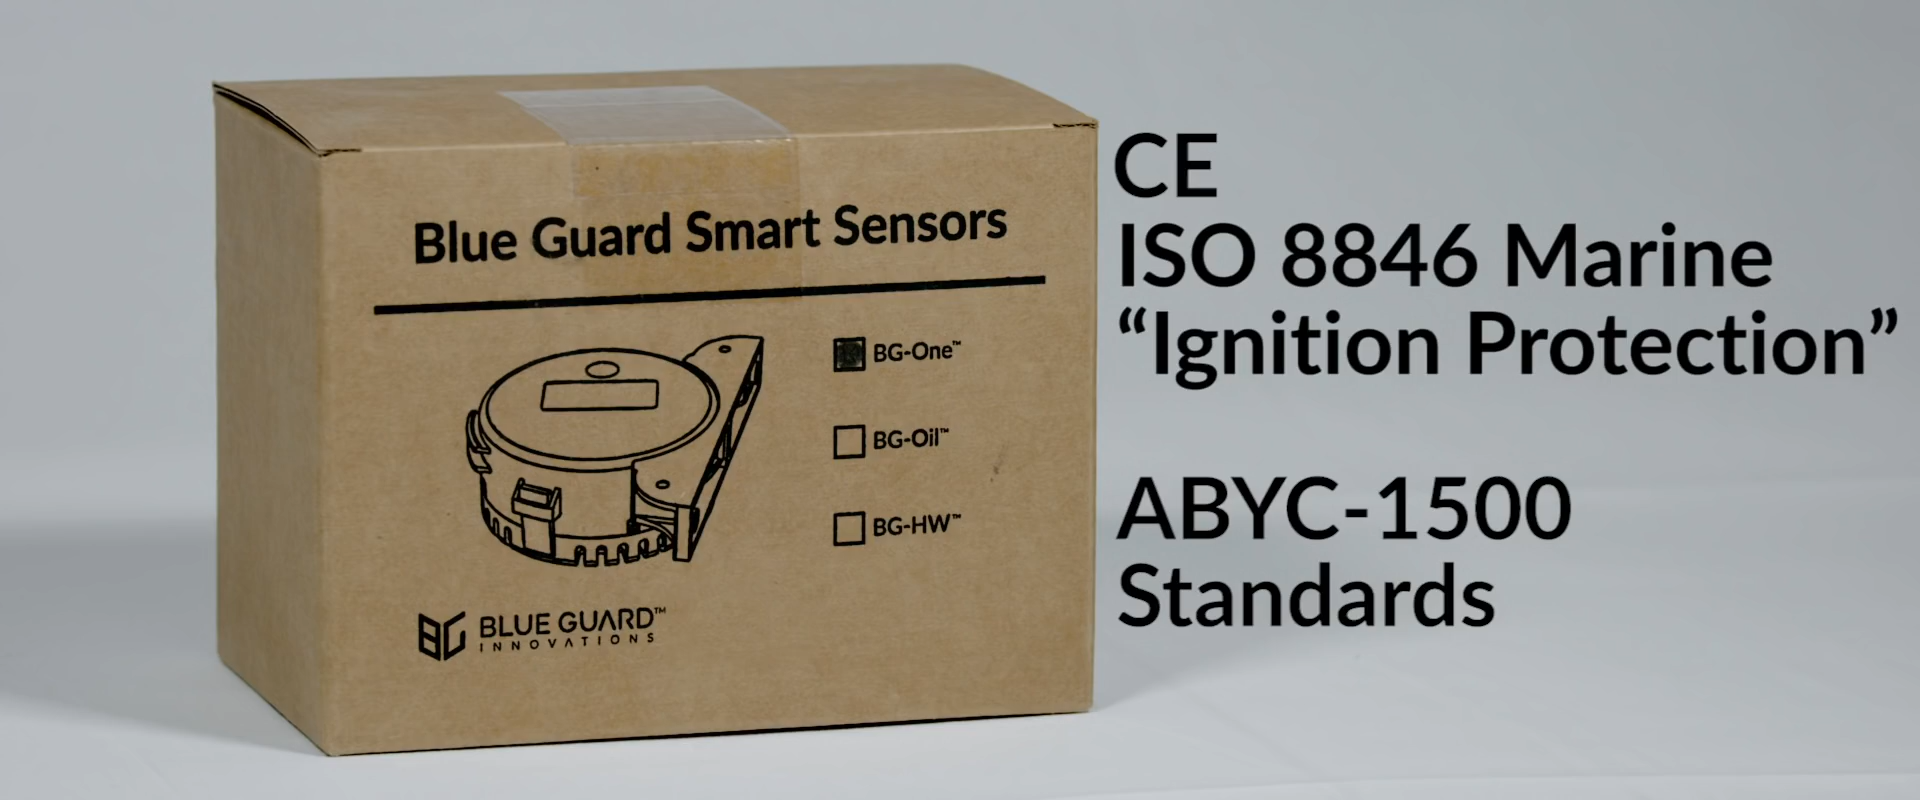 Blue Guard Smart Sensors
BG-One™
BG-Oil™
BG-HW™
BLUE GUARD™
INNOVATIONS
CE
ISO 8846 Marine
“Ignition Protection”
ABYC-1500
Standards